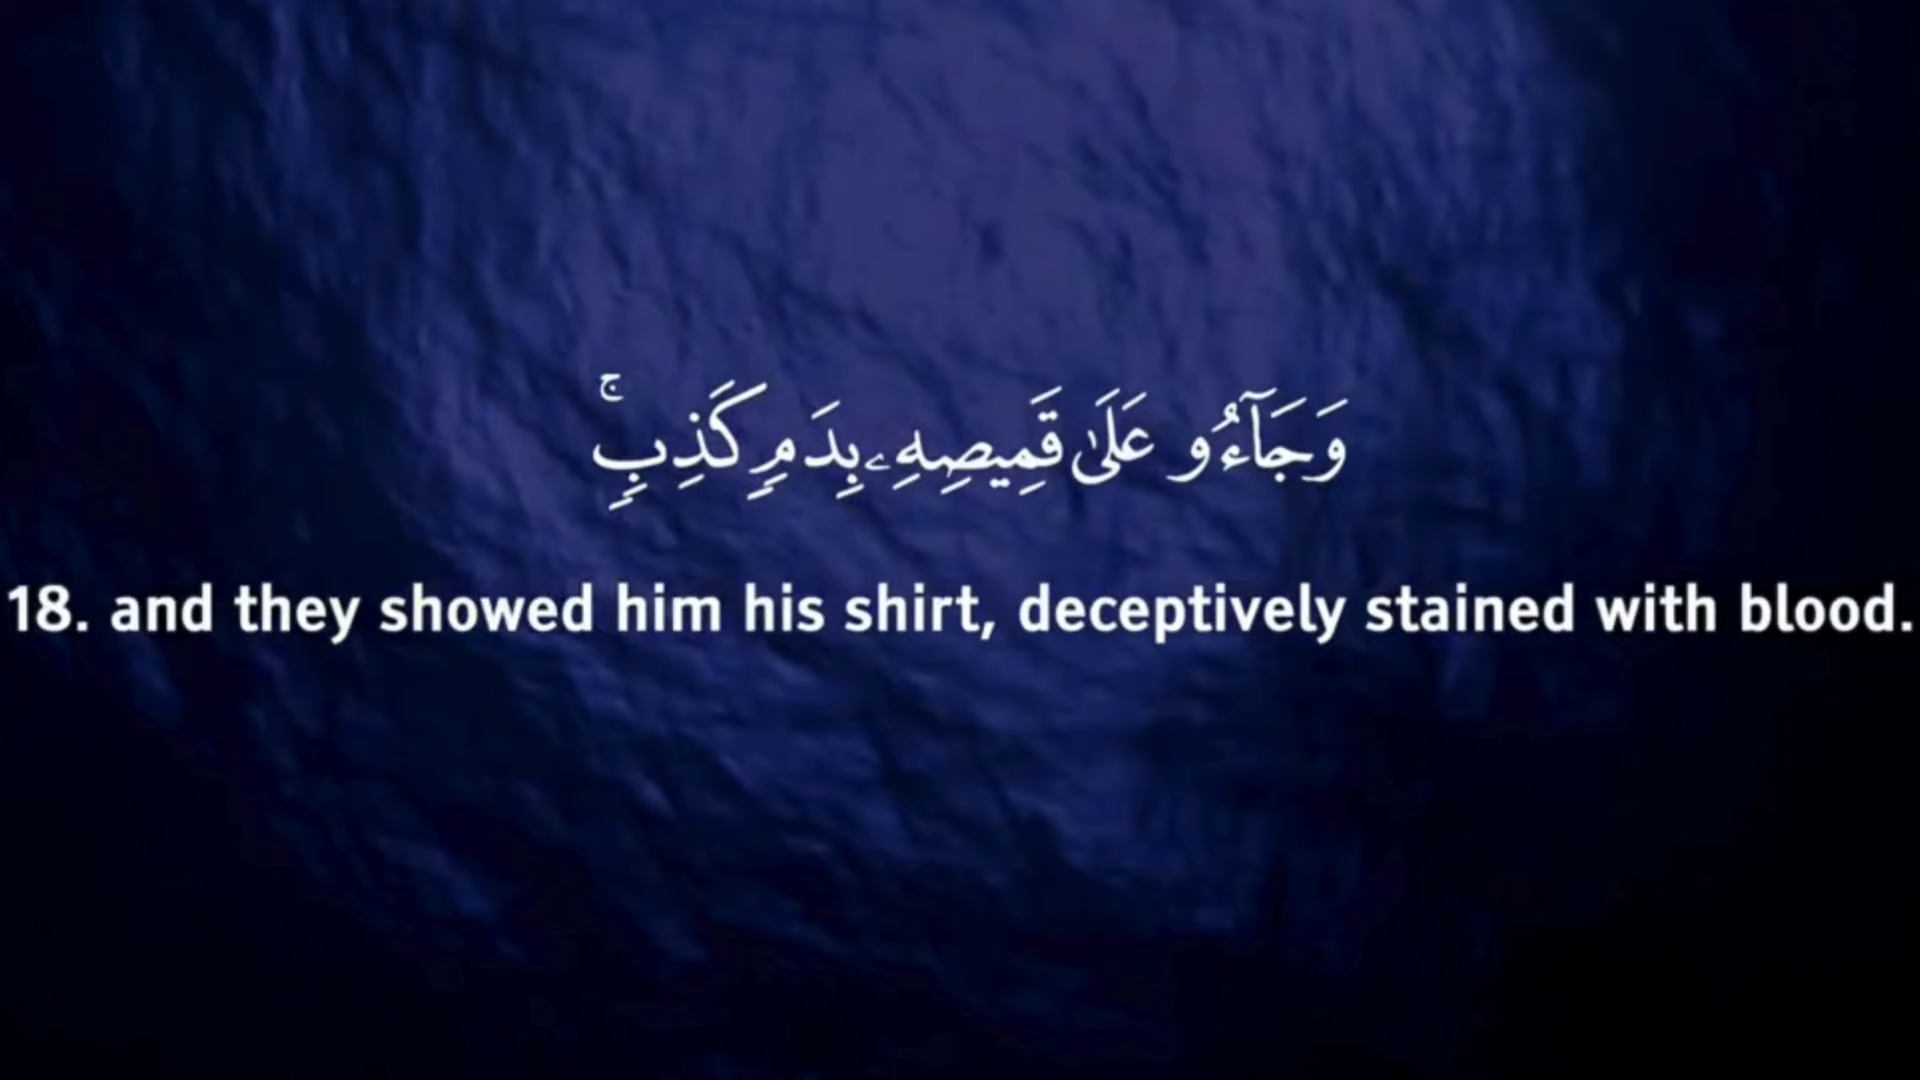 وَجَآءُو عَلَىٰ قَمِيصِهِۦ بِدَمٍ كَذِبٍۚ
18. and they showed him his shirt, deceptively stained with blood.